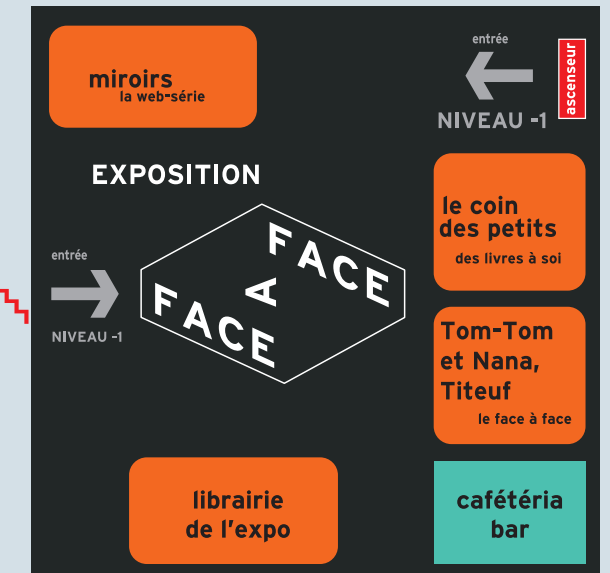 miroirs
la web-série
entrée
ascenseur
NIVEAU -1
EXPOSITION
FACE
A
FACE
entrée
NIVEAU -1
le coin
des petits
des livres à soi
Tom-Tom
et Nana,
Titeuf
le face à face
librairie
de l'expo
cafétéria
bar